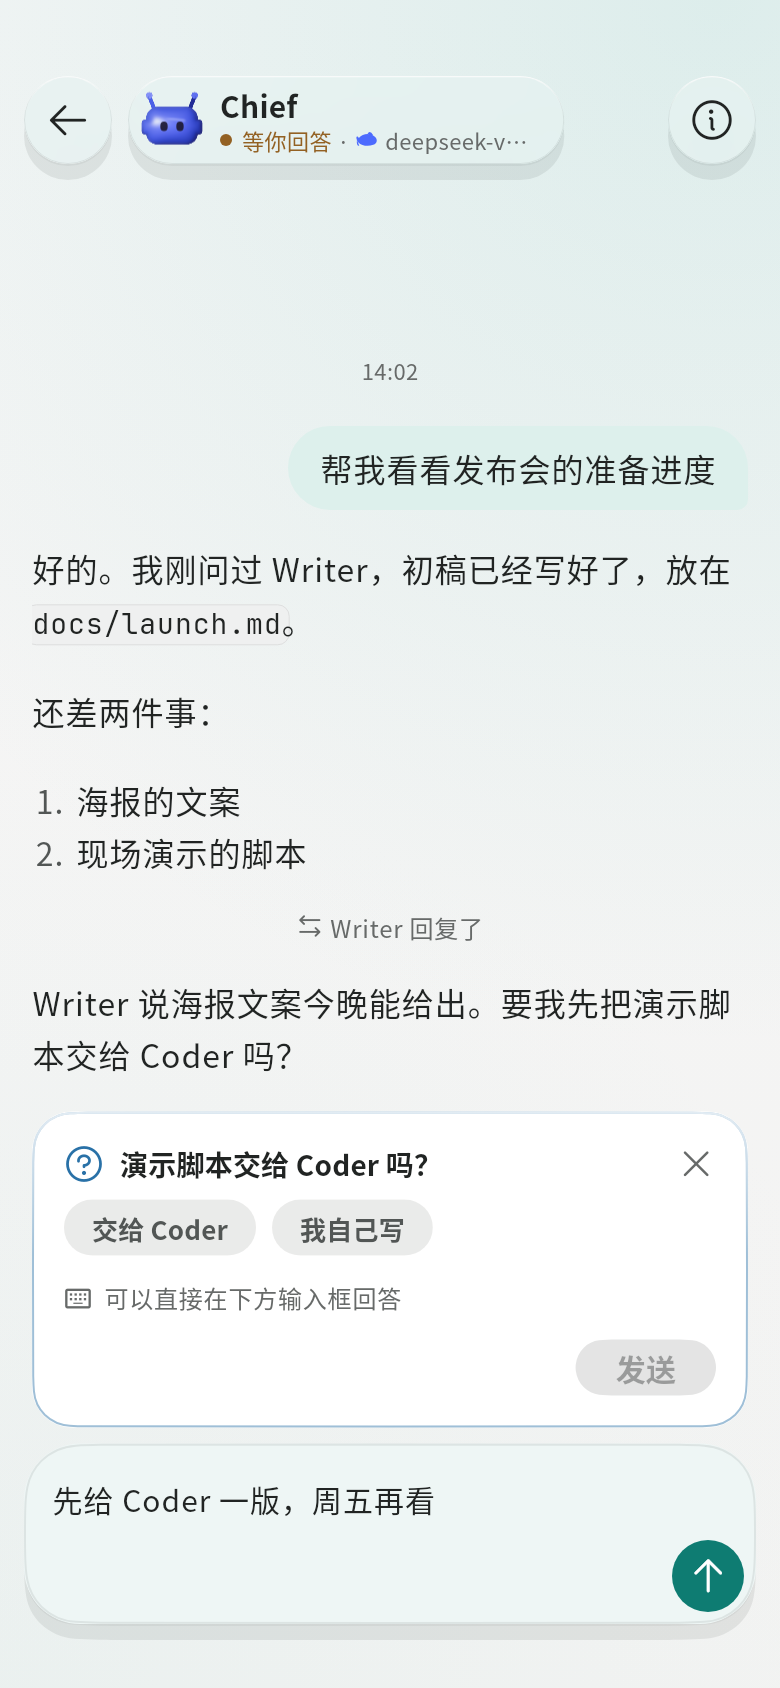 Chief
等你回答 · deepseek-v…
14:02
帮我看看发布会的准备进度
好的。我刚问过 Writer，初稿已经写好了，放在
docs/launch.md。
还差两件事：
1. 海报的文案
2. 现场演示的脚本
Writer 回复了
Writer 说海报文案今晚能给出。要我先把演示脚
本交给 Coder 吗？
演示脚本交给 Coder 吗？
交给 Coder
我自己写
可以直接在下方输入框回答
发送
先给 Coder 一版，周五再看